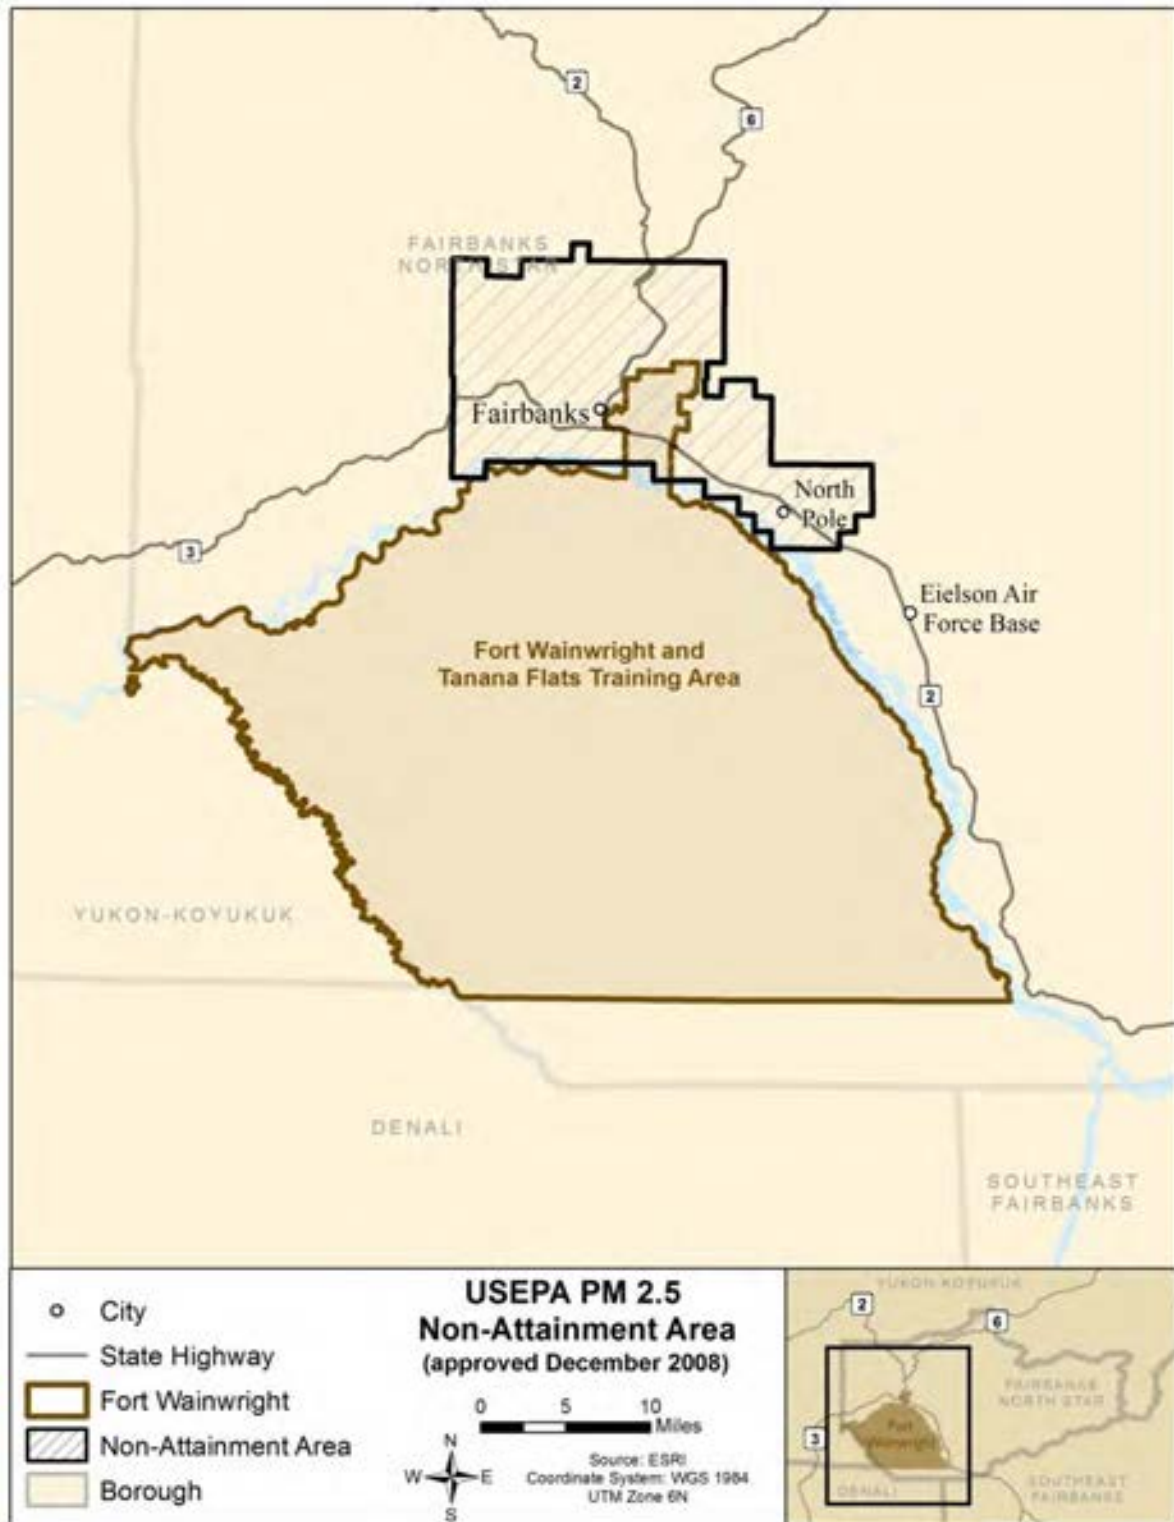 2
6
FAIRBANKS
NORTH STAR
Fairbanks
North
Pole
3
Eielson Air
Force Base
Fort Wainwright and
Tanana Flats Training Area
2
YUKON-KOYUKUK
DENALI
SOUTHEAST
FAIRBANKS
City
State Highway
Fort Wainwright
Non-Attainment Area
Borough
USEPA PM 2.5
Non-Attainment Area
(approved December 2008)
0 5 10
Miles
N
W E
S
Source: ESRI
Coordinate System: WGS 1984
UTM Zone 6N
YUKON-KOYUKUK
2
6
FAIRBANKS
NORTH STAR
3
Fort
Wainwright
DENALI
SOUTHEAST
FAIRBANKS